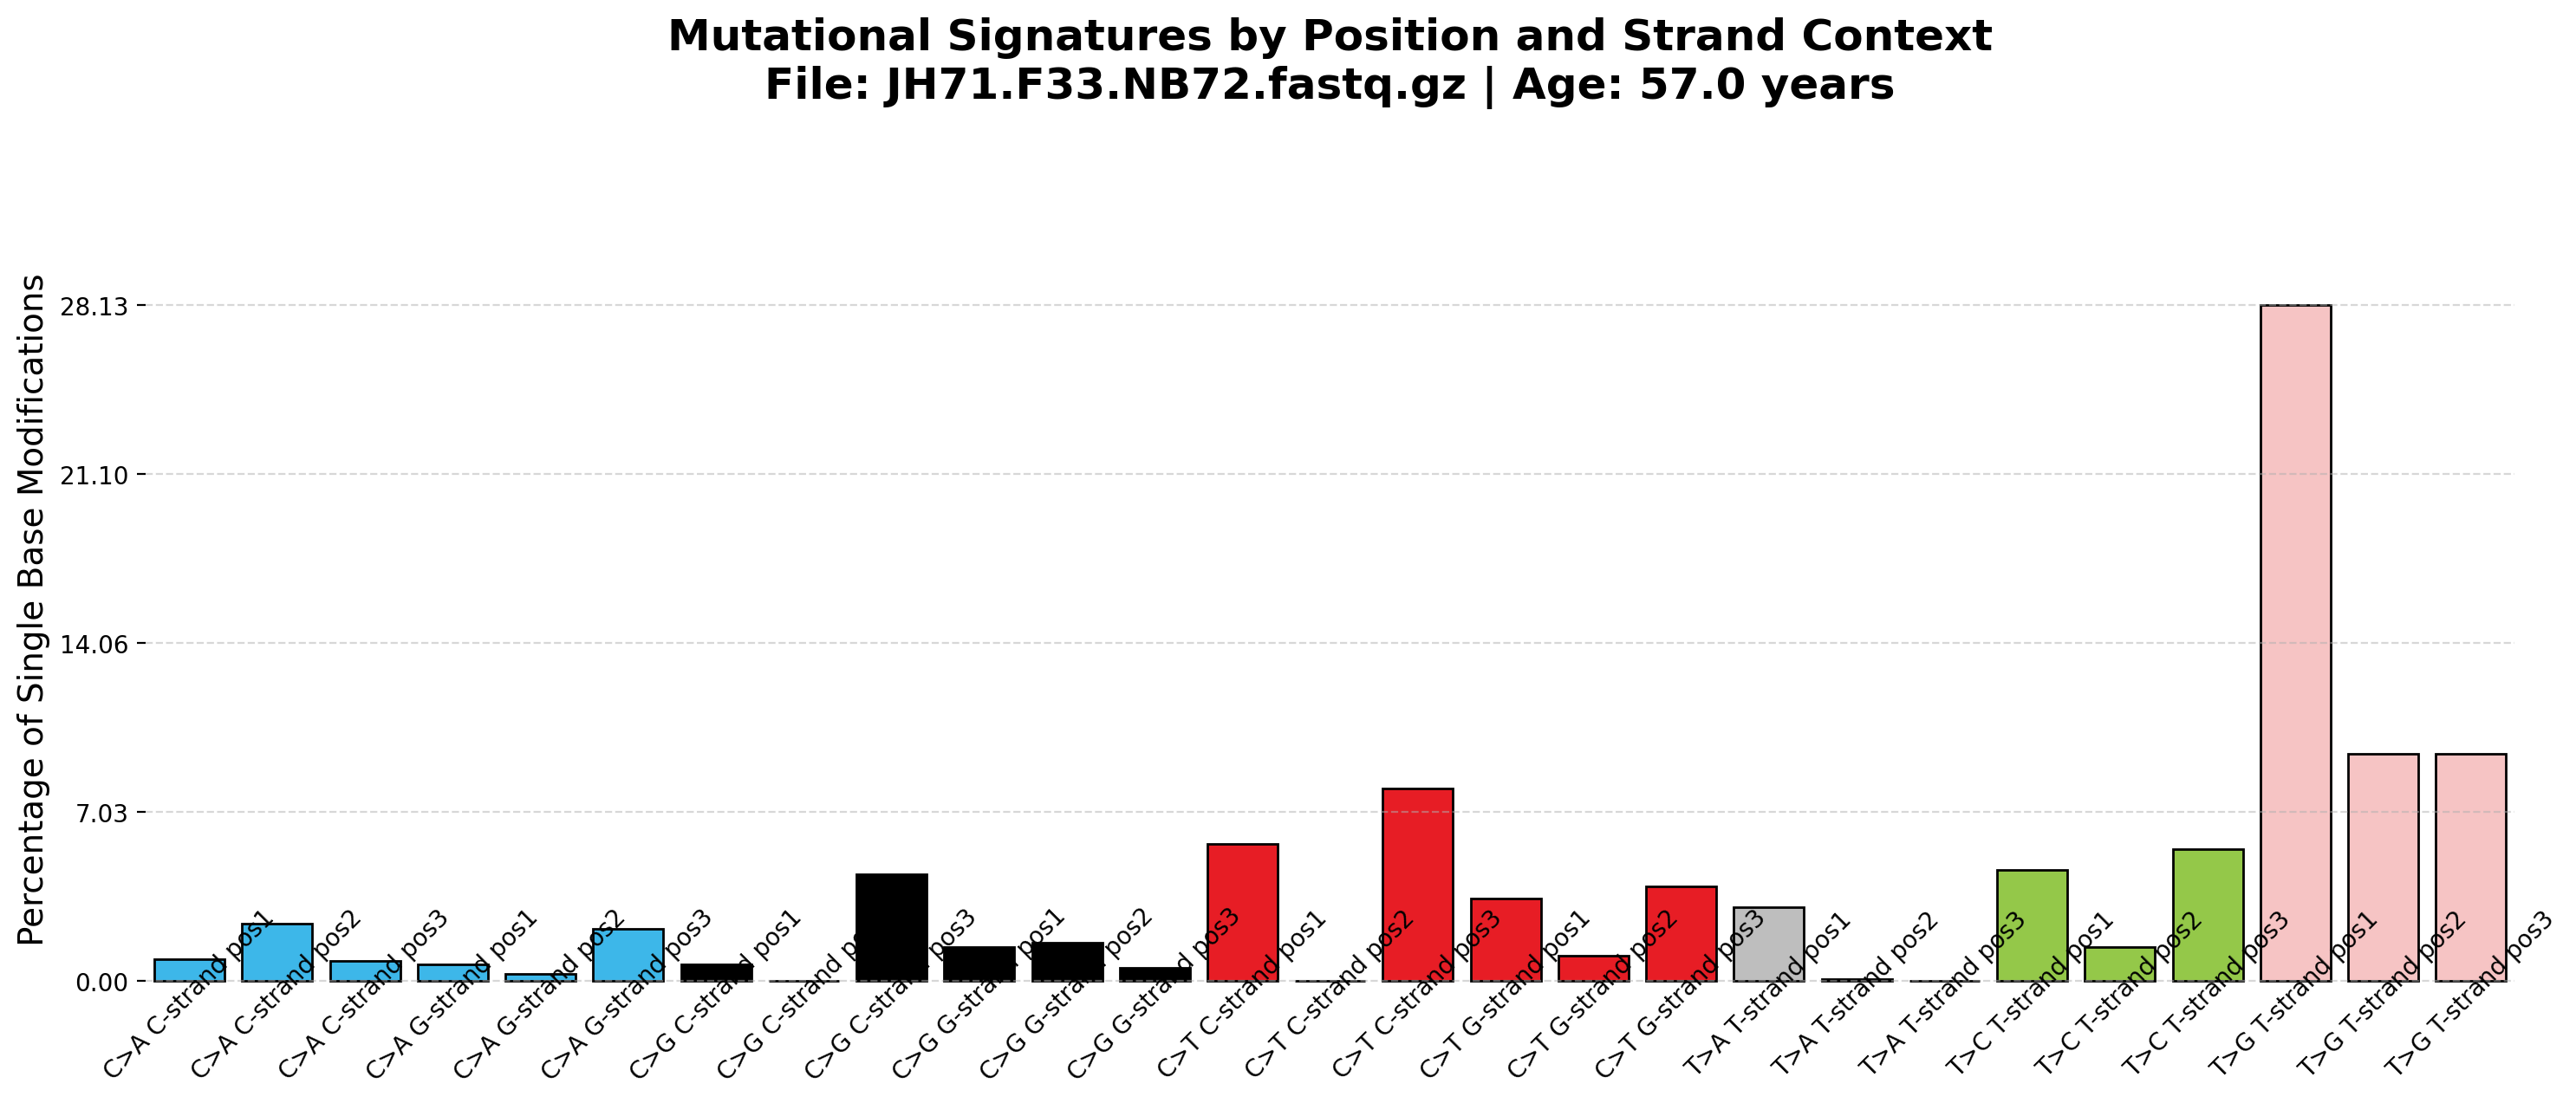 Mutational Signatures by Position and Strand Context
File: JH71.F33.NB72.fastq.gz | Age: 57.0 years
Percentage of Single Base Modifications
28.13
21.10
14.06
7.03
0.00
C>A C-strand pos1
C>A C-strand pos2
C>A C-strand pos3
C>A G-strand pos1
C>A G-strand pos2
C>A G-strand pos3
C>G C-strand pos1
C>G C-strand pos2
C>G C-strand pos3
C>G G-strand pos1
C>G G-strand pos2
C>G G-strand pos3
C>T C-strand pos1
C>T C-strand pos2
C>T C-strand pos3
C>T G-strand pos1
C>T G-strand pos2
C>T G-strand pos3
T>A T-strand pos1
T>A T-strand pos2
T>A T-strand pos3
T>C T-strand pos1
T>C T-strand pos2
T>C T-strand pos3
T>G T-strand pos1
T>G T-strand pos2
T>G T-strand pos3